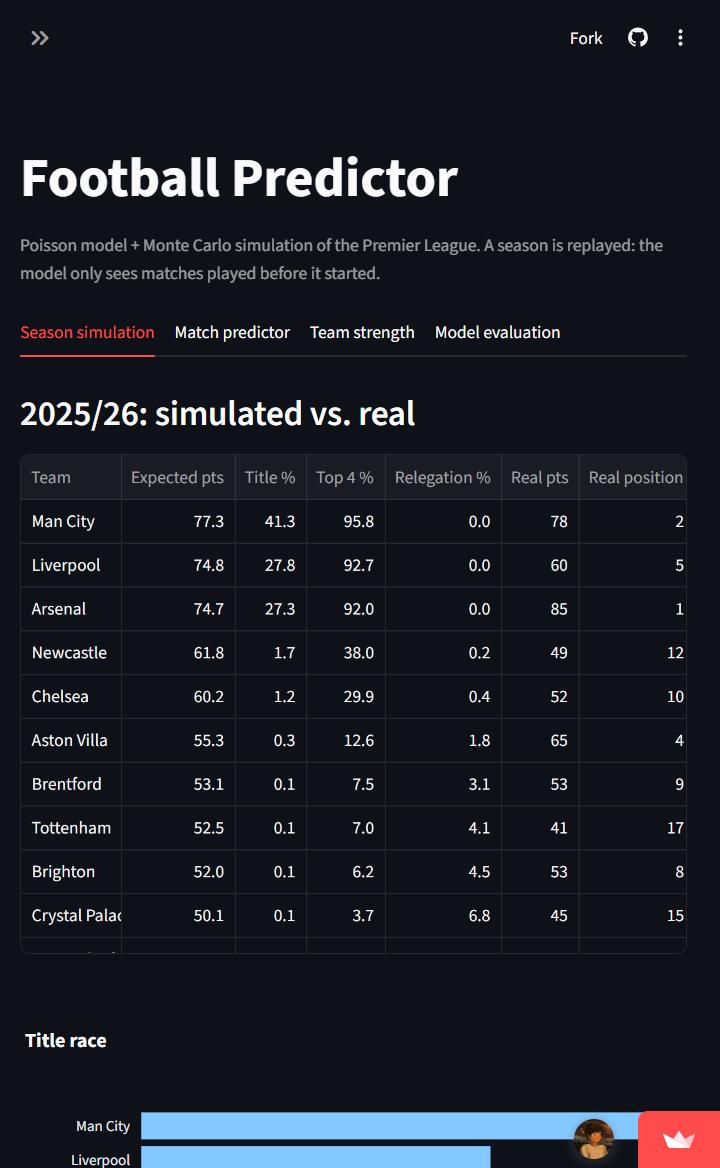 Fork
Football Predictor
Poisson model + Monte Carlo simulation of the Premier League. A season is replayed: the
model only sees matches played before it started.
Season simulation Match predictor Team strength Model evaluation
2025/26: simulated vs. real
Team Expected pts Title % Top 4 % Relegation % Real pts Real position
Man City 77.3 41.3 95.8 0.0 78 2
Liverpool 74.8 27.8 92.7 0.0 60 5
Arsenal 74.7 27.3 92.0 0.0 85 1
Newcastle 61.8 1.7 38.0 0.2 49 12
Chelsea 60.2 1.2 29.9 0.4 52 10
Aston Villa 55.3 0.3 12.6 1.8 65 4
Brentford 53.1 0.1 7.5 3.1 53 9
Tottenham 52.5 0.1 7.0 4.1 41 17
Brighton 52.0 0.1 6.2 4.5 53 8
Crystal Palac 50.1 0.1 3.7 6.8 45 15
Title race
Man City
Liverpool